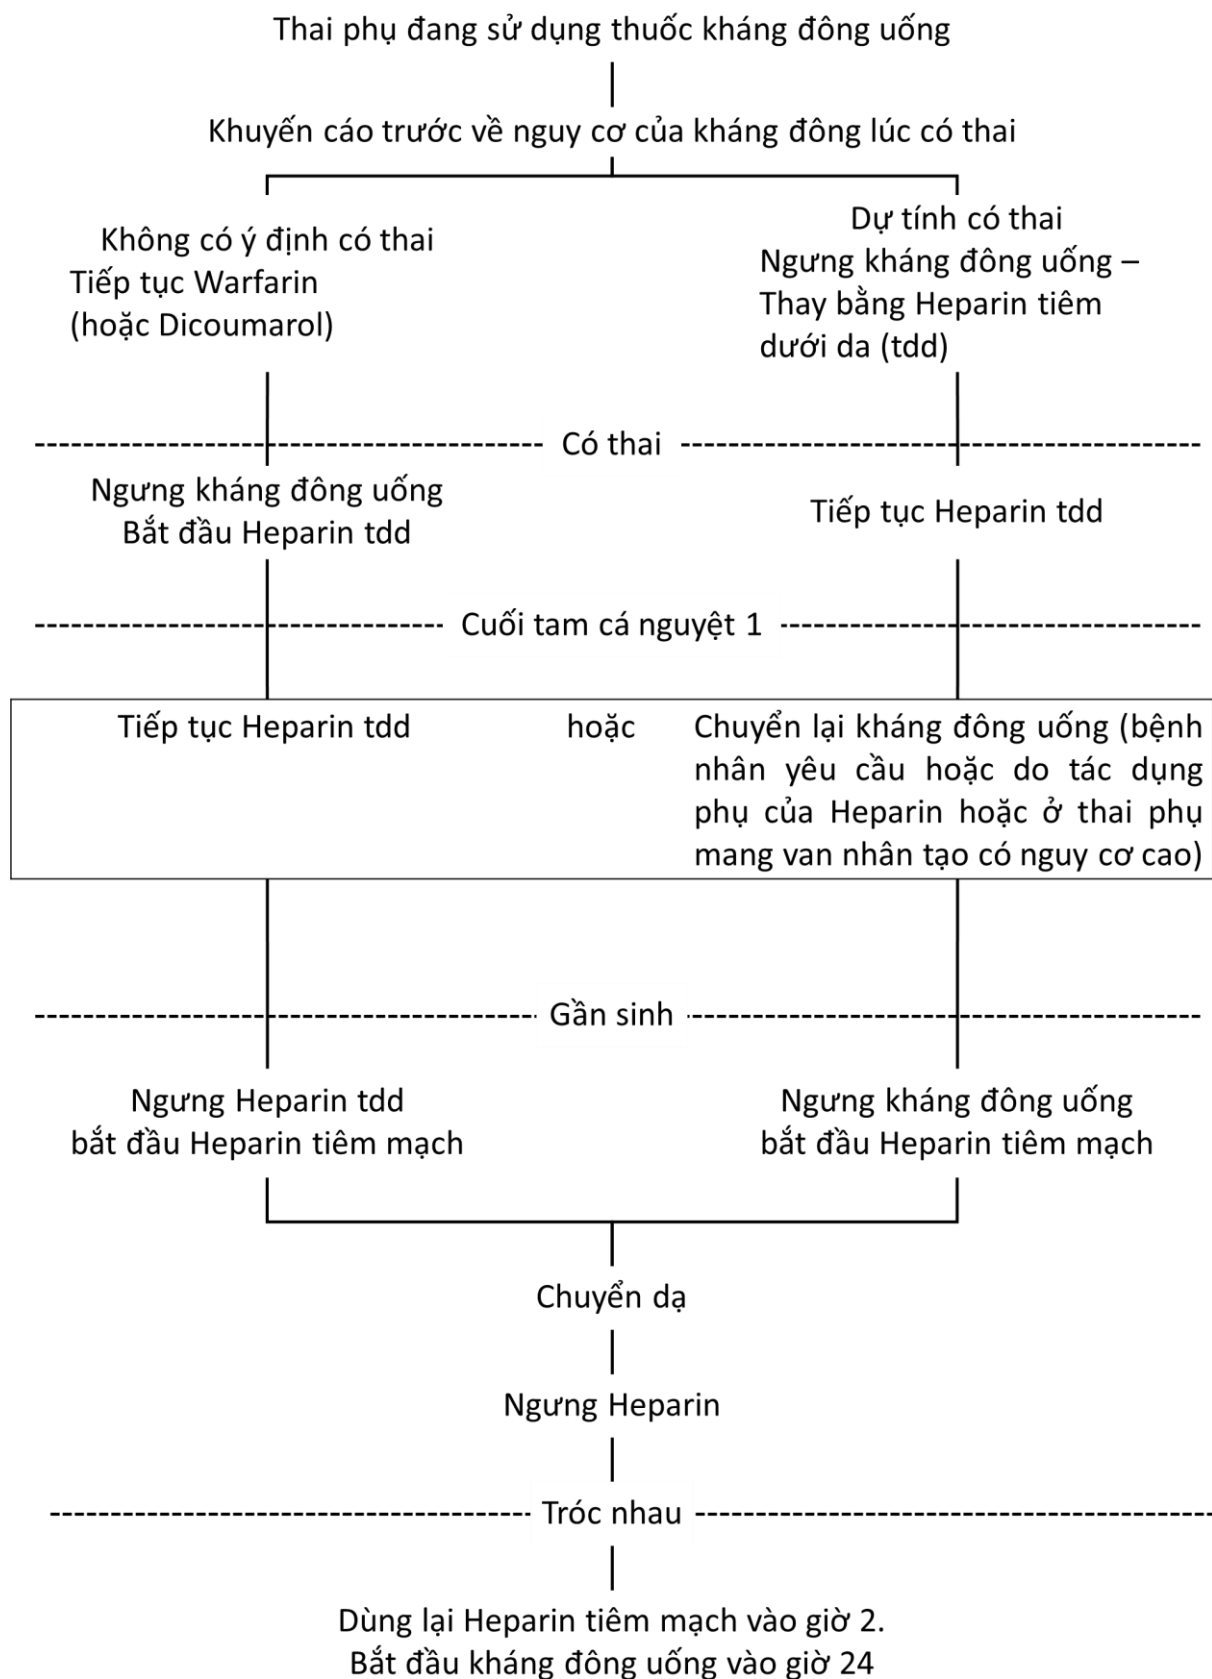 Thai phụ đang sử dụng thuốc kháng đông uống
Khuyến cáo trước về nguy cơ của kháng đông lúc có thai
Không có ý định có thai
Tiếp tục Warfarin
(hoặc Dicoumarol)
Dự tính có thai
Ngưng kháng đông uống –
Thay bằng Heparin tiêm
dưới da (tdd)
Có thai
Ngưng kháng đông uống
Bắt đầu Heparin tdd
Tiếp tục Heparin tdd
Cuối tam cá nguyệt 1
Tiếp tục Heparin tdd
hoặc
Chuyển lại kháng đông uống (bệnh
nhân yêu cầu hoặc do tác dụng
phụ của Heparin hoặc ở thai phụ
mang van nhân tạo có nguy cơ cao)
Gần sinh
Ngưng Heparin tdd
bắt đầu Heparin tiêm mạch
Ngưng kháng đông uống
bắt đầu Heparin tiêm mạch
Chuyển dạ
Ngưng Heparin
Tróc nhau
Dùng lại Heparin tiêm mạch vào giờ 2.
Bắt đầu kháng đông uống vào giờ 24